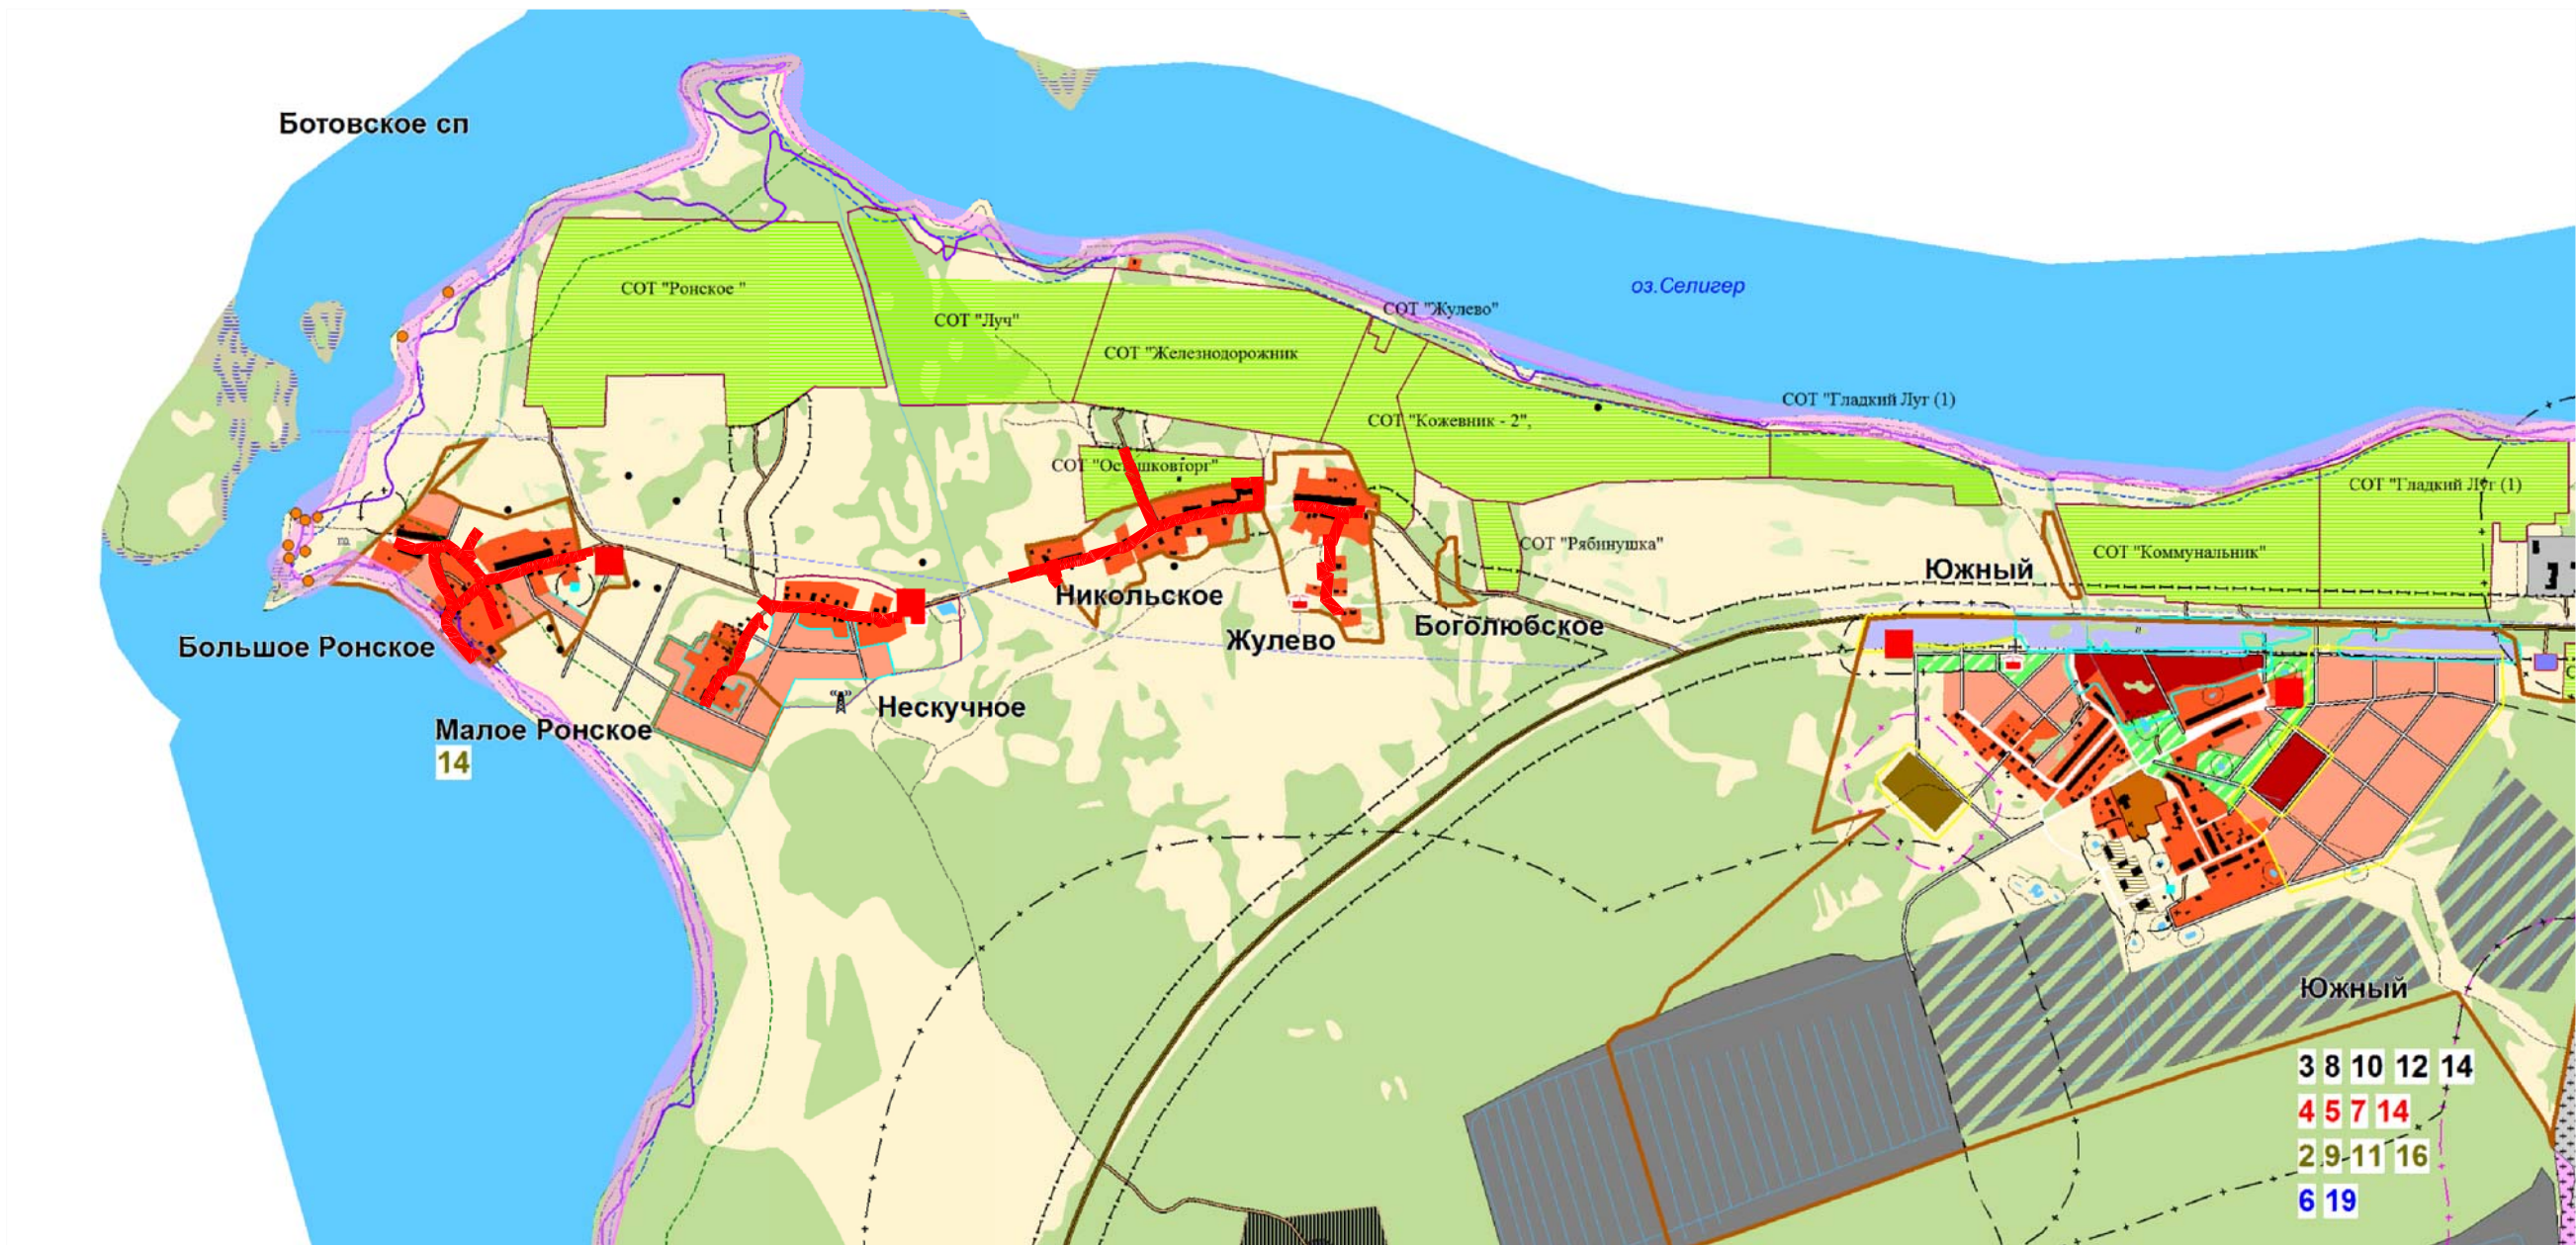 Ботовское сп
СОТ "Ронское "
оз.Селигер
СОТ "Жулево"
СОТ "Луч"
СОТ "Железнодорожник
СОТ "Гладкий Луг (1)
СОТ "Кожевник - 2",
СОТ "Осташковторг"
СОТ "Гладкий Луг (1)
СОТ "Рябинушка"
СОТ "Коммунальник"
Южный
Никольское
Боголюбское
Жулево
Большое Ронское
Нескучное
Малое Ронское
14
Южный
3 8 10 12 14
4 5 7 14
2 9 11 16
6 19